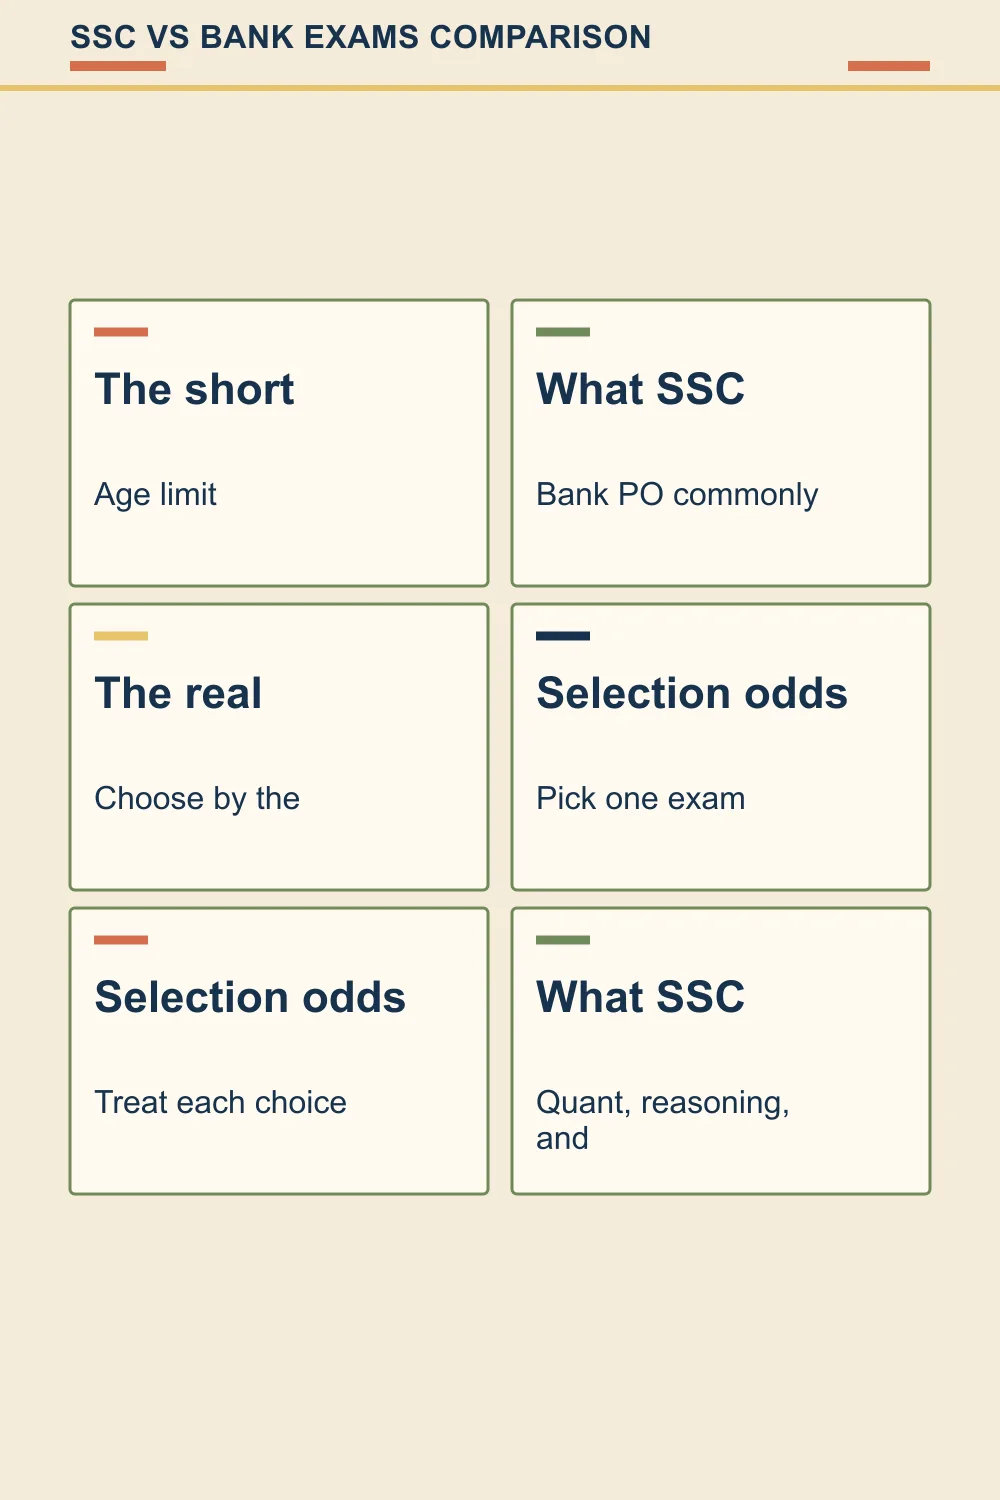 SSC VS BANK EXAMS COMPARISON
The short
Age limit
What SSC
Bank PO commonly
The real
Choose by the
Selection odds
Pick one exam
Selection odds
Treat each choice
What SSC
Quant, reasoning,
and